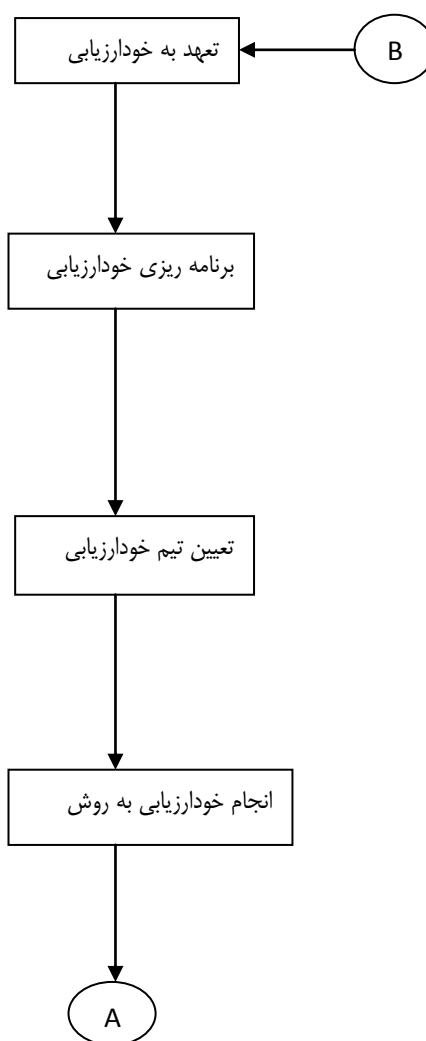 تعهد به خودارزیابی
B
برنامه ریزی خودارزیابی
تعیین تیم خودارزیابی
انجام خودارزیابی به روش
A